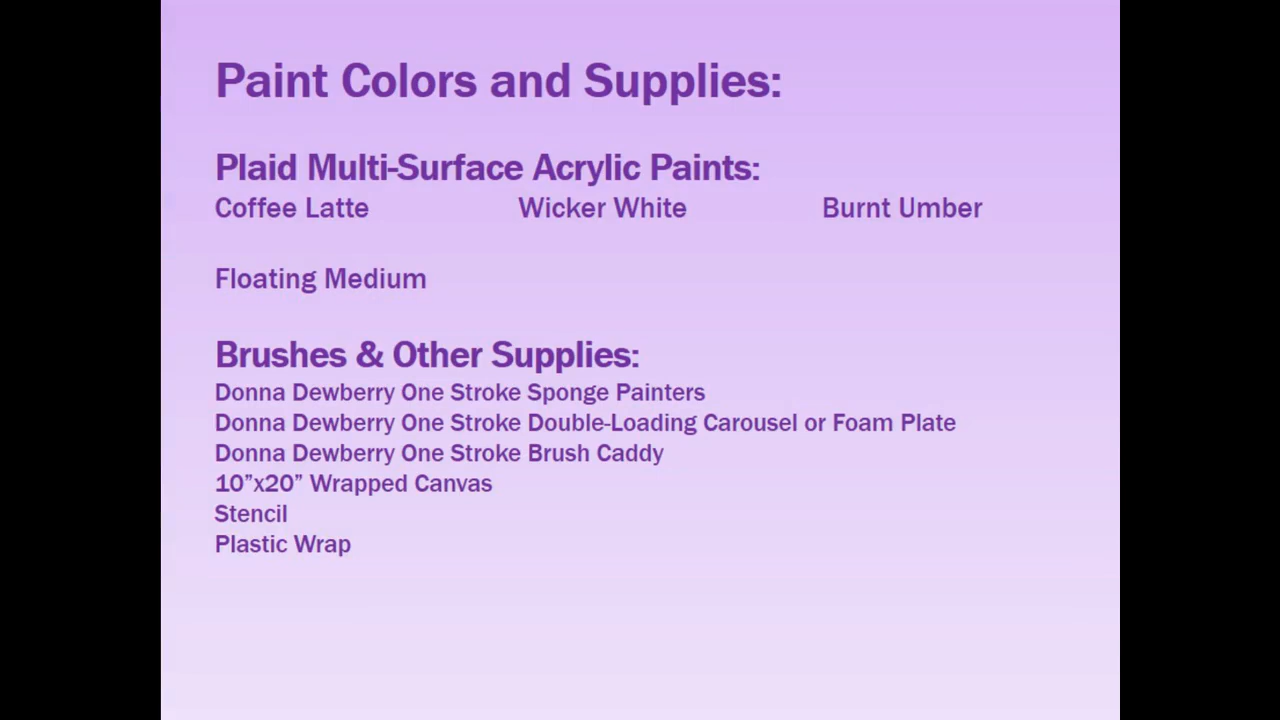 Paint Colors and Supplies:
Plaid Multi-Surface Acrylic Paints:
Coffee Latte Wicker White Burnt Umber
Floating Medium
Brushes & Other Supplies:
Donna Dewberry One Stroke Sponge Painters
Donna Dewberry One Stroke Double-Loading Carousel or Foam Plate
Donna Dewberry One Stroke Brush Caddy
10”x20” Wrapped Canvas
Stencil
Plastic Wrap